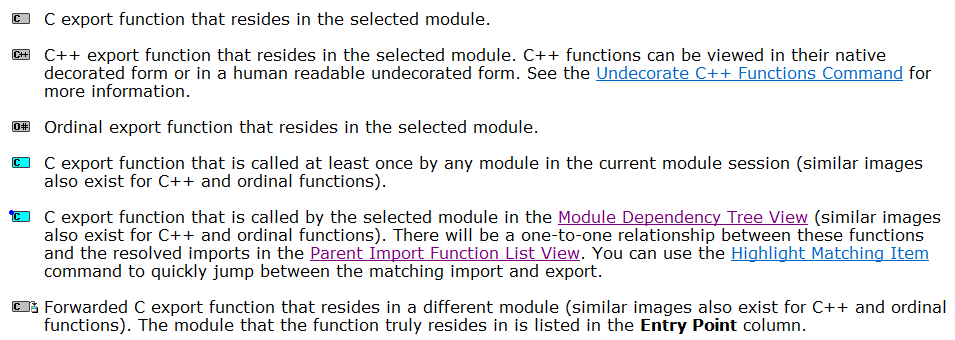 C C export function that resides in the selected module.
C++ C++ export function that resides in the selected module. C++ functions can be viewed in their native
decorated form or in a human readable undecorated form. See the Undecorate C++ Functions Command for
more information.
O# Ordinal export function that resides in the selected module.
C C export function that is called at least once by any module in the current module session (similar images
also exist for C++ and ordinal functions).
C C export function that is called by the selected module in the Module Dependency Tree View (similar images
also exist for C++ and ordinal functions). There will be a one-to-one relationship between these functions
and the resolved imports in the Parent Import Function List View. You can use the Highlight Matching Item
command to quickly jump between the matching import and export.
C Forwarded C export function that resides in a different module (similar images also exist for C++ and ordinal
functions). The module that the function truly resides in is listed in the Entry Point column.